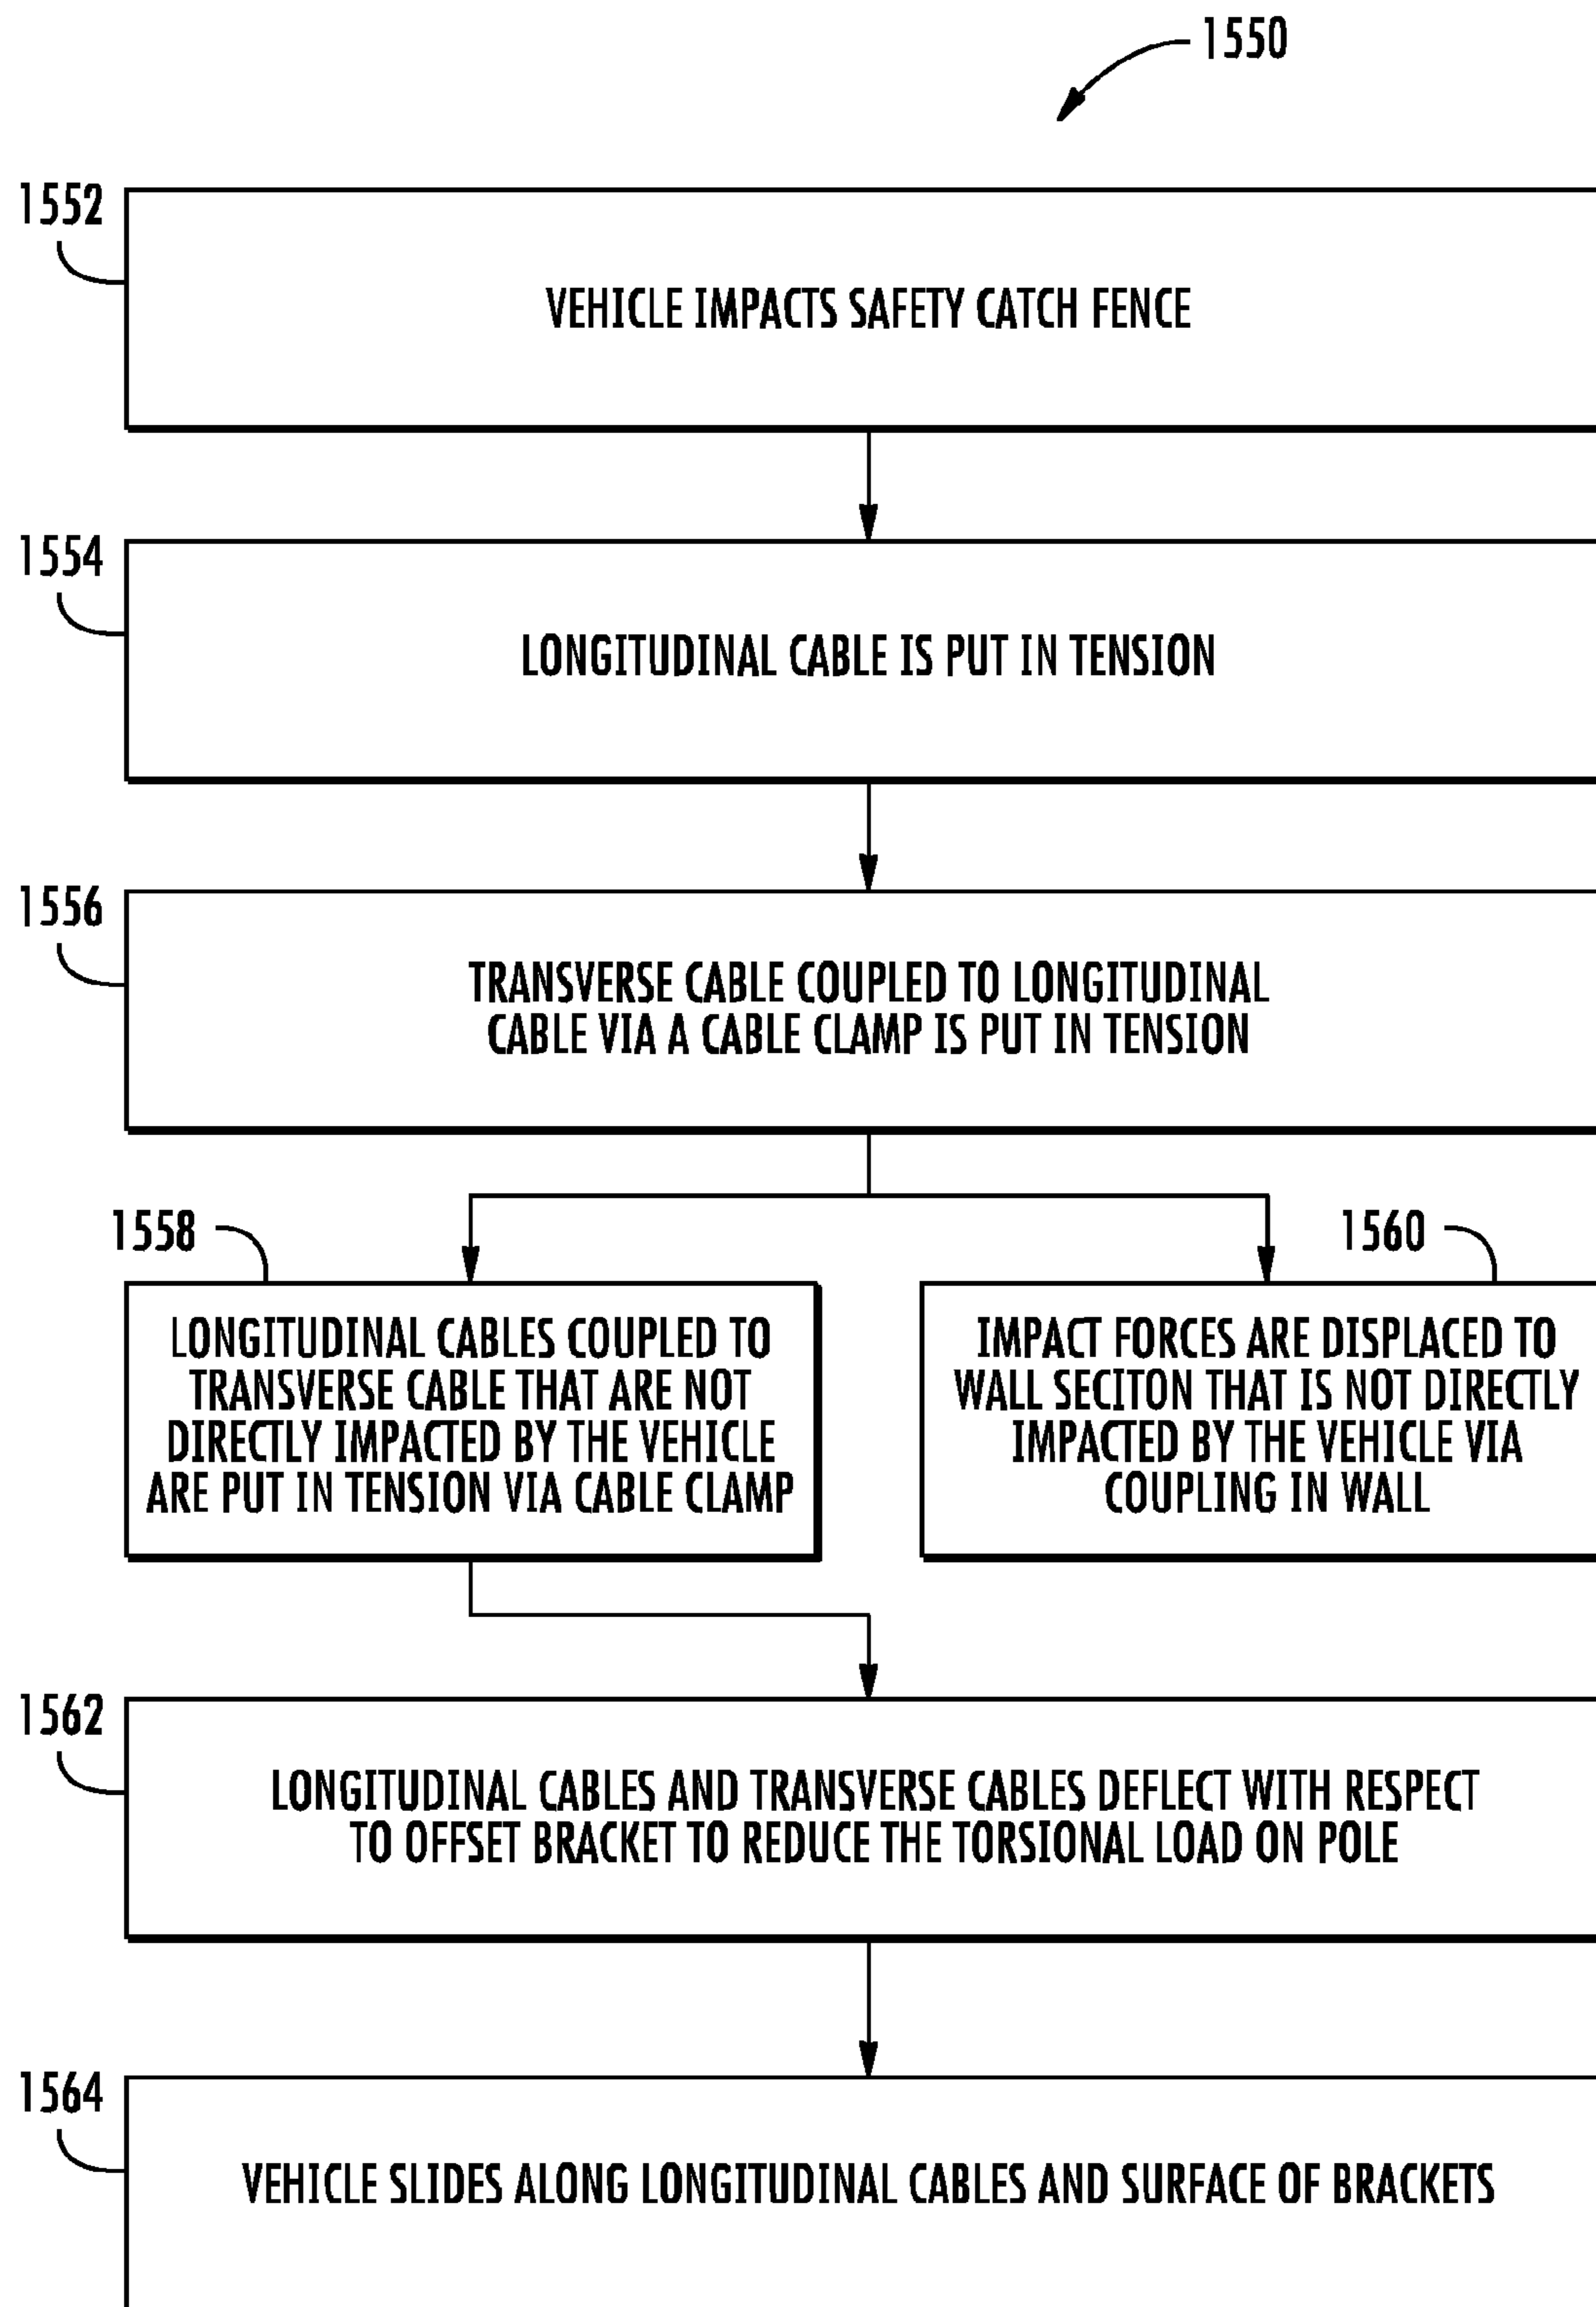 1550
1552
VEHICLE IMPACTS SAFETY CATCH FENCE
1554
LONGITUDINAL CABLE IS PUT IN TENSION
1556
TRANSVERSE CABLE COUPLED TO LONGITUDINAL
CABLE VIA A CABLE CLAMP IS PUT IN TENSION
1558
LONGITUDINAL CABLES COUPLED TO
TRANSVERSE CABLE THAT ARE NOT
DIRECTLY IMPACTED BY THE VEHICLE
ARE PUT IN TENSION VIA CABLE CLAMP
1560
IMPACT FORCES ARE DISPLACED TO
WALL SECITON THAT IS NOT DIRECTLY
IMPACTED BY THE VEHICLE VIA
COUPLING IN WALL
1562
LONGITUDINAL CABLES AND TRANSVERSE CABLES DEFLECT WITH RESPECT
TO OFFSET BRACKET TO REDUCE THE TORSIONAL LOAD ON POLE
1564
VEHICLE SLIDES ALONG LONGITUDINAL CABLES AND SURFACE OF BRACKETS